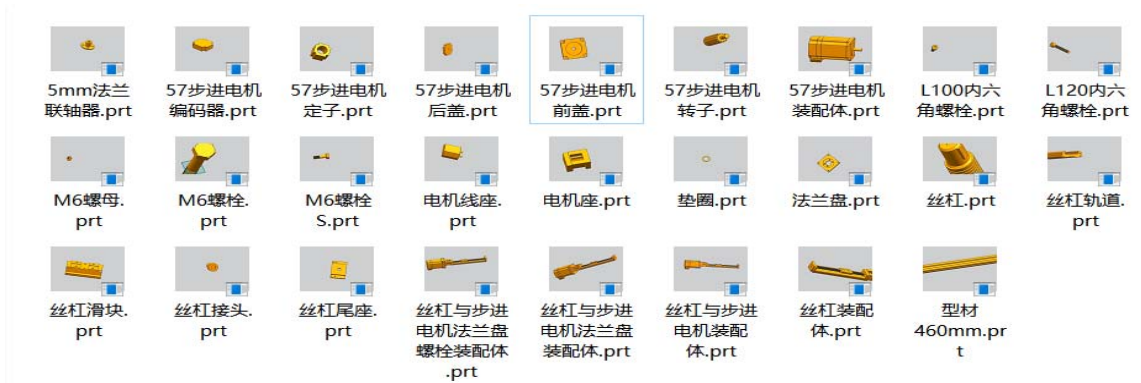 5mm法兰 57步进电机 57步进电机 57步进电机 57步进电机 57步进电机 57步进电机 L100内六 L120内六
联轴器.prt 编码器.prt 定子.prt 后盖.prt 前盖.prt 转子.prt 装配体.prt 角螺栓.prt 角螺栓.prt
M6螺母. M6螺栓. M6螺栓 电机线座. 电机座.prt 垫圈.prt 法兰盘.prt 丝杠.prt 丝杠轨道.
prt prt S.prt prt prt
丝杠滑块. 丝杠接头. 丝杠尾座. 丝杠与步进 丝杠与步进 丝杠与步进 丝杠装配 型材
prt prt prt 电机法兰盘 电机法兰盘 电机装配 体.prt 460mm.pr
螺栓装配体 装配体.prt 体.prt t
.prt